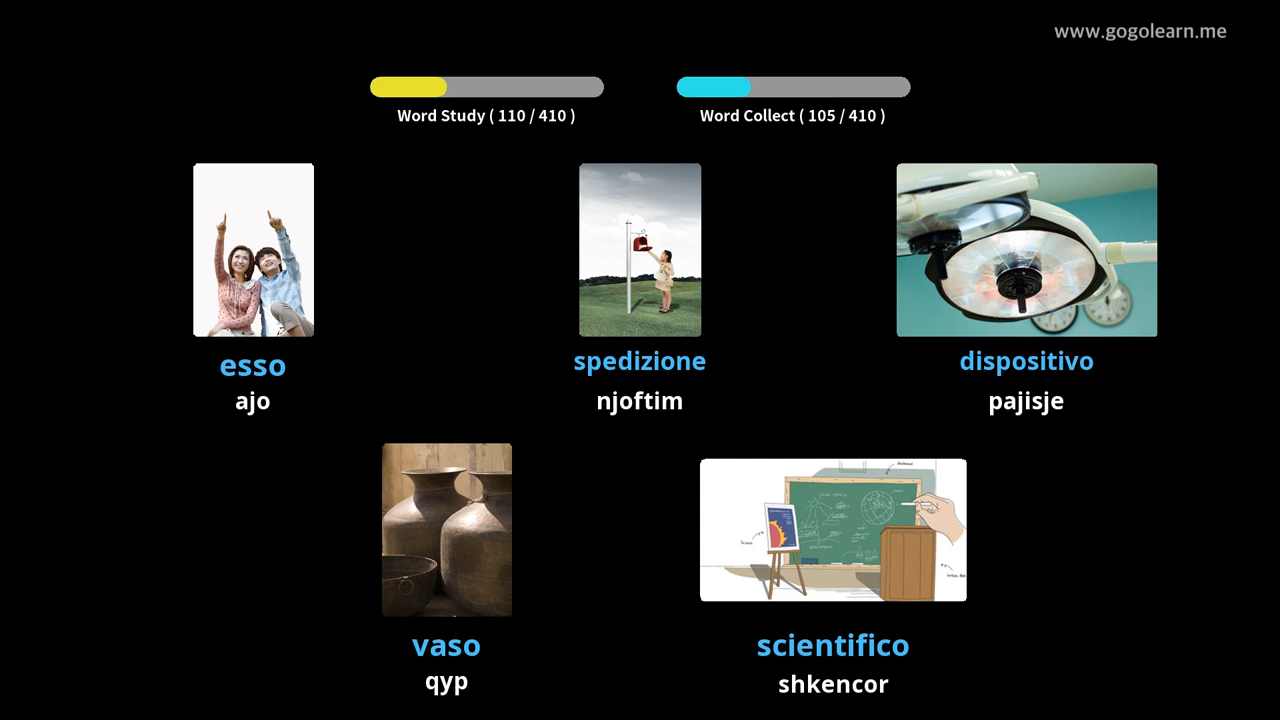 www.gogolearn.me
Word Study ( 110 / 410 )
Word Collect ( 105 / 410 )
esso
ajo
spedizione
njoftim
dispositivo
pajisje
vaso
qyp
scientifico
shkencor